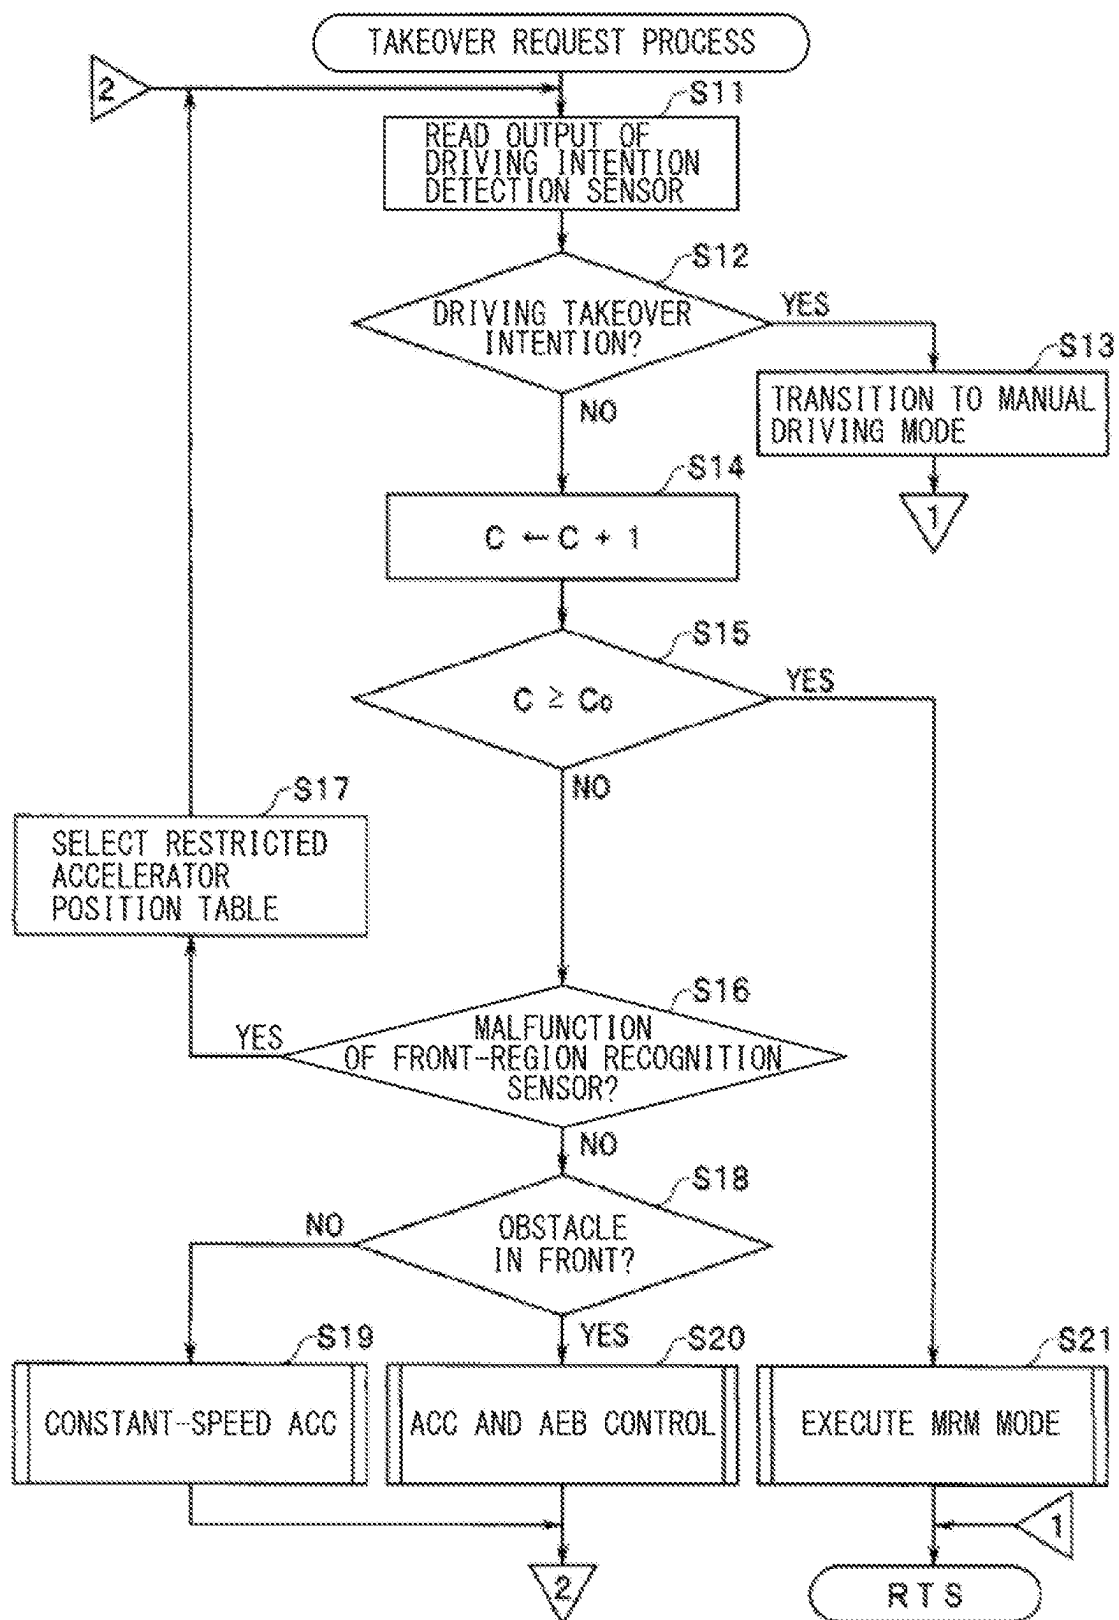 TAKEOVER REQUEST PROCESS
2
S11
READ OUTPUT OF
DRIVING INTENTION
DETECTION SENSOR
S12
DRIVING TAKEOVER
INTENTION?
YES
NO
S13
TRANSITION TO MANUAL
DRIVING MODE
1
S14
C ← C + 1
S15
C ≥ C₀
YES
NO
S17
SELECT RESTRICTED
ACCELERATOR
POSITION TABLE
S16
MALFUNCTION
OF FRONT-REGION RECOGNITION
SENSOR?
YES
NO
S18
OBSTACLE
IN FRONT?
NO
YES
S19
CONSTANT-SPEED ACC
S20
ACC AND AEB CONTROL
S21
EXECUTE MRM MODE
2
1
RTS